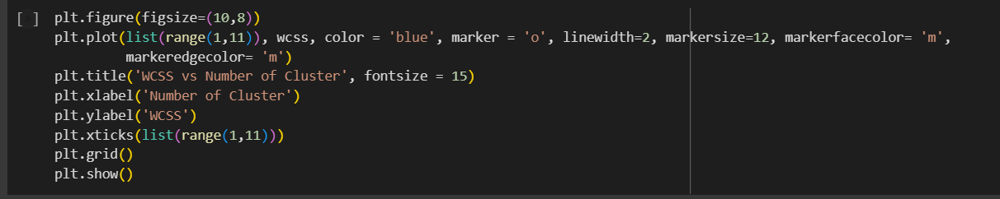 [ ] plt.figure(figsize=(10,8))
plt.plot(list(range(1,11)), wcss, color = 'blue', marker = 'o', linewidth=2, markersize=12, markerfacecolor= 'm',
         markeredgecolor= 'm')
plt.title('WCSS vs Number of Cluster', fontsize = 15)
plt.xlabel('Number of Cluster')
plt.ylabel('WCSS')
plt.xticks(list(range(1,11)))
plt.grid()
plt.show()